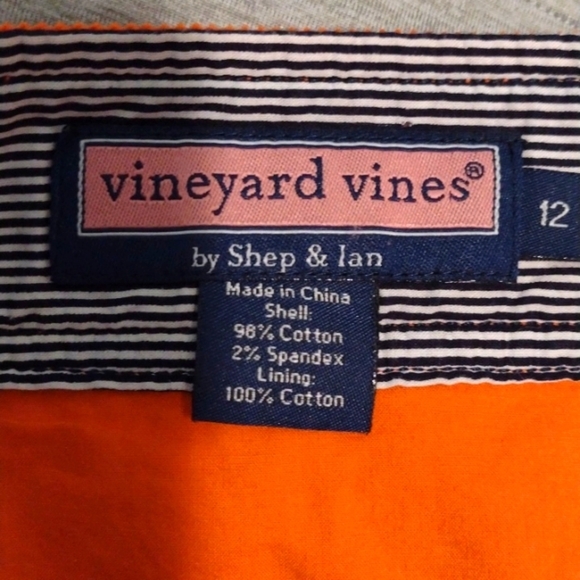 vineyard vines®
by Shep & Ian
12
Made in China
Shell:
98% Cotton
2% Spandex
Lining:
100% Cotton